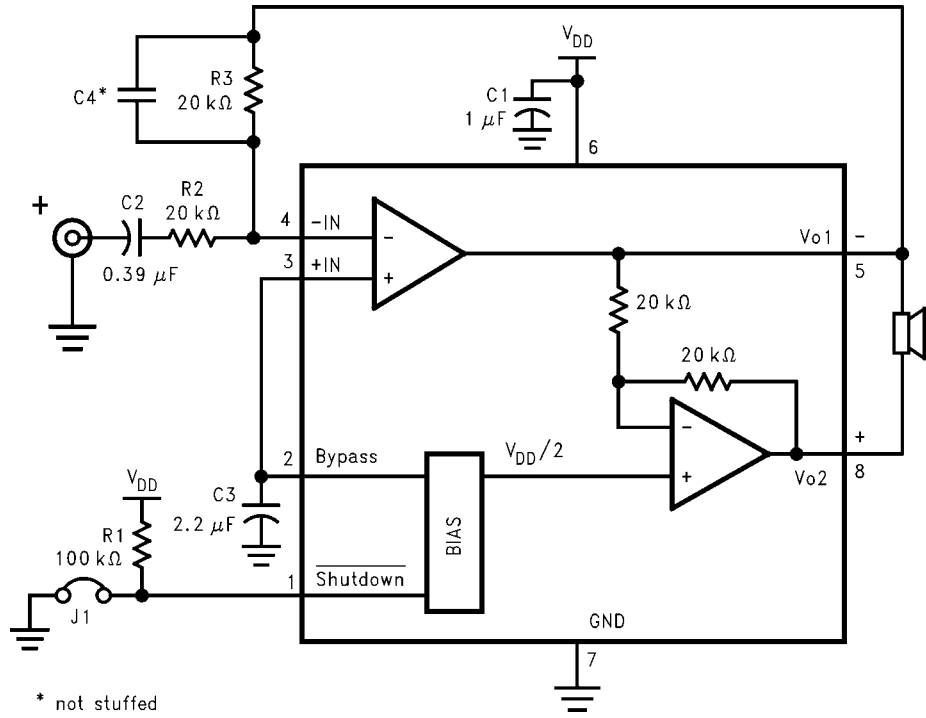 V_DD
R3
20 kΩ
C4*
C1
1 μF
6
+
C2
0.39 μF
R2
20 kΩ
4
-IN
-
3
+IN
+
Vo1
-
5
20 kΩ
20 kΩ
-
+
V_DD/2
Vo2
+
8
2
Bypass
C3
2.2 μF
BIAS
V_DD
R1
100 kΩ
1
Shutdown
J1
GND
7
* not stuffed